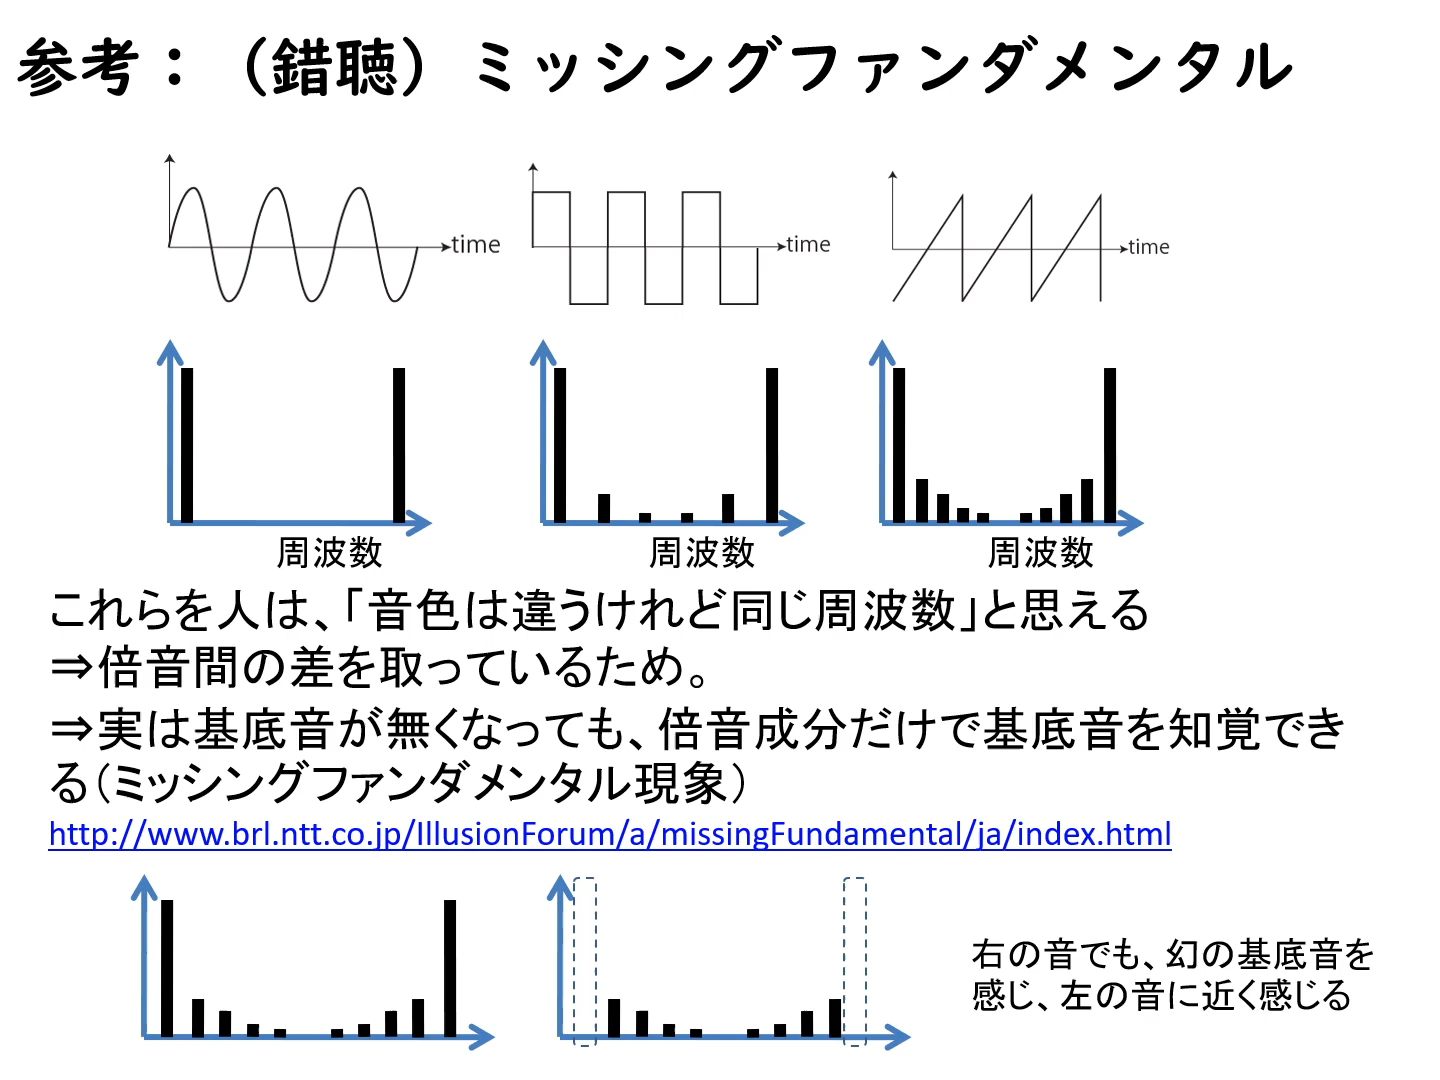 参考：（錯聴）ミッシングファンダメンタル
time
time
time
周波数
周波数
周波数
これらを人は、「音色は違うけれど同じ周波数」と思える
⇒倍音間の差を取っているため。
⇒実は基底音が無くなっても、倍音成分だけで基底音を知覚でき
る（ミッシングファンダメンタル現象）
http://www.brl.ntt.co.jp/IllusionForum/a/missingFundamental/ja/index.html
右の音でも、幻の基底音を
感じ、左の音に近く感じる